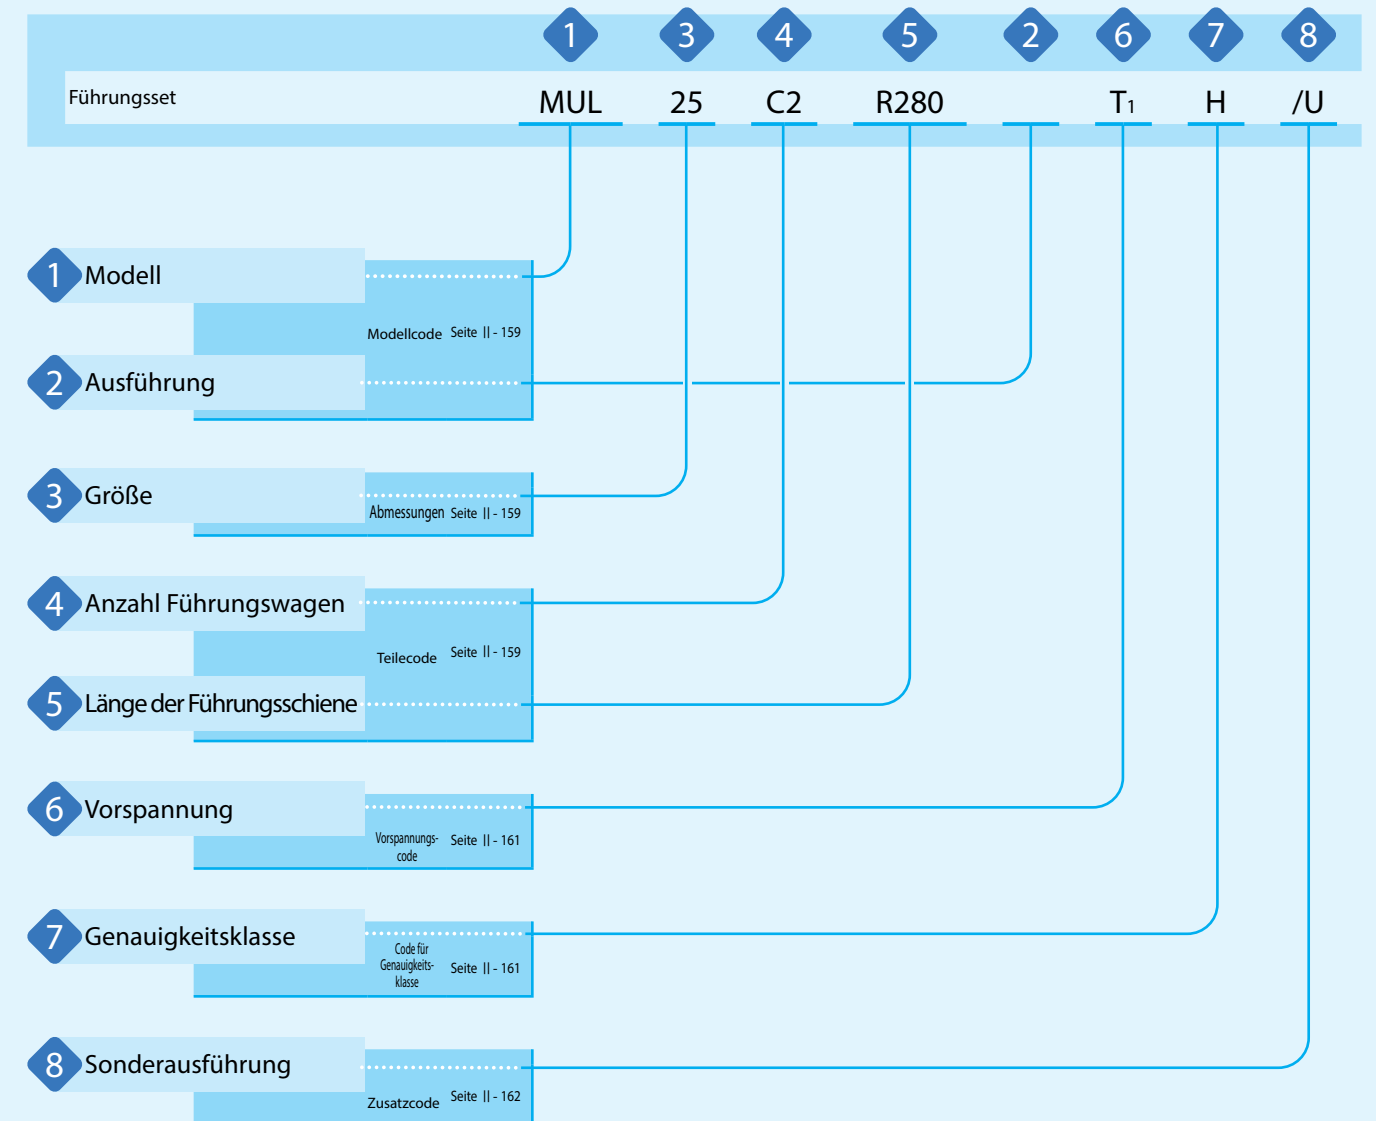 1 3 4 5 2 6 7 8
Führungsset MUL 25 C2 R280 T1 H /U
1 Modell
Modellcode Seite II - 159
2 Ausführung
3 Größe
Abmessungen Seite II - 159
4 Anzahl Führungswagen
Teilecode Seite II - 159
5 Länge der Führungsschiene
6 Vorspannung
Vorspannungs-
code
Seite II - 161
7 Genauigkeitsklasse
Code für
Genauigkeits-
klasse
Seite II - 161
8 Sonderausführung
Zusatzcode Seite II - 162